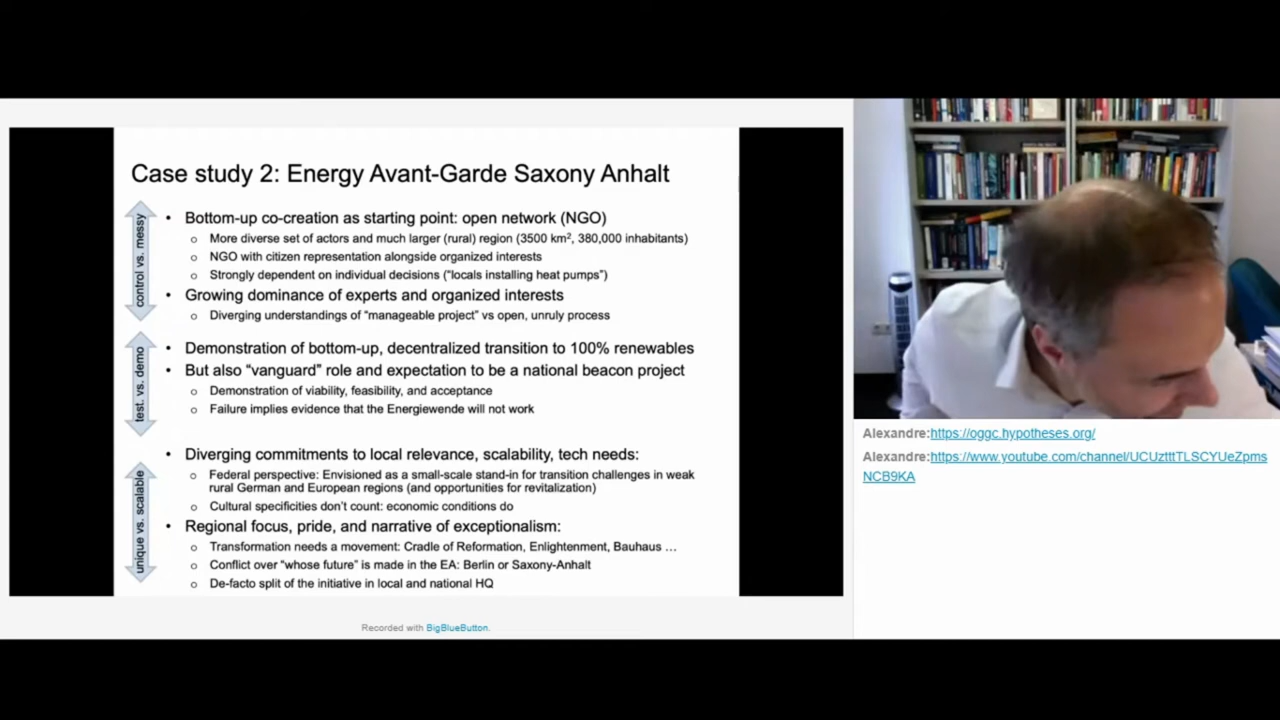 Case study 2: Energy Avant-Garde Saxony Anhalt
control vs. messy
• Bottom-up co-creation as starting point: open network (NGO)
o More diverse set of actors and much larger (rural) region (3500 km², 380,000 inhabitants)
o NGO with citizen representation alongside organized interests
o Strongly dependent on individual decisions (“locals installing heat pumps”)
• Growing dominance of experts and organized interests
o Diverging understandings of “manageable project” vs open, unruly process
test. vs. demo
• Demonstration of bottom-up, decentralized transition to 100% renewables
• But also “vanguard” role and expectation to be a national beacon project
o Demonstration of viability, feasibility, and acceptance
o Failure implies evidence that the Energiewende will not work
unique vs. scalable
• Diverging commitments to local relevance, scalability, tech needs:
o Federal perspective: Envisioned as a small-scale stand-in for transition challenges in weak
rural German and European regions (and opportunities for revitalization)
o Cultural specificities don’t count: economic conditions do
• Regional focus, pride, and narrative of exceptionalism:
o Transformation needs a movement: Cradle of Reformation, Enlightenment, Bauhaus …
o Conflict over “whose future” is made in the EA: Berlin or Saxony-Anhalt
o De-facto split of the initiative in local and national HQ
Recorded with BigBlueButton.
Alexandre:https://oggc.hypotheses.org/
Alexandre:https://www.youtube.com/channel/UCUztttTLSCYUeZpms
NCB9KA